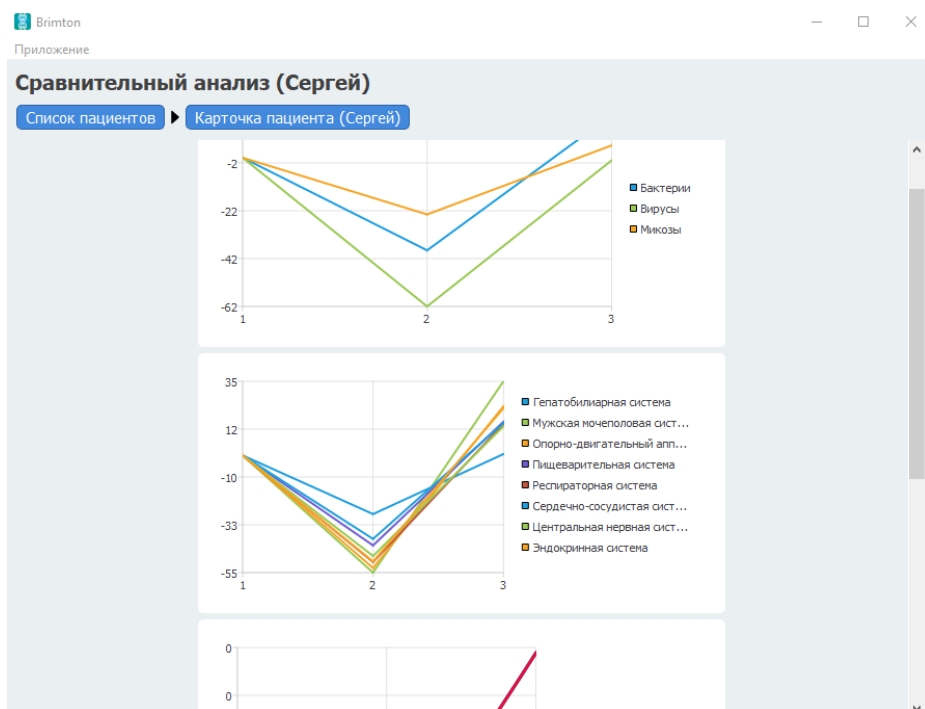 Brimton
Приложение
Сравнительный анализ (Сергей)
Список пациентов
Карточка пациента (Сергей)
-2
-22
-42
-62
1
2
3
Бактерии
Вирусы
Микозы
35
12
-10
-33
-55
1
2
3
Гепатобилиарная система
Мужская мочеполовая сист...
Опорно-двигательный апп...
Пищеварительная система
Респираторная система
Сердечно-сосудистая сист...
Центральная нервная сист...
Эндокринная система
0
0